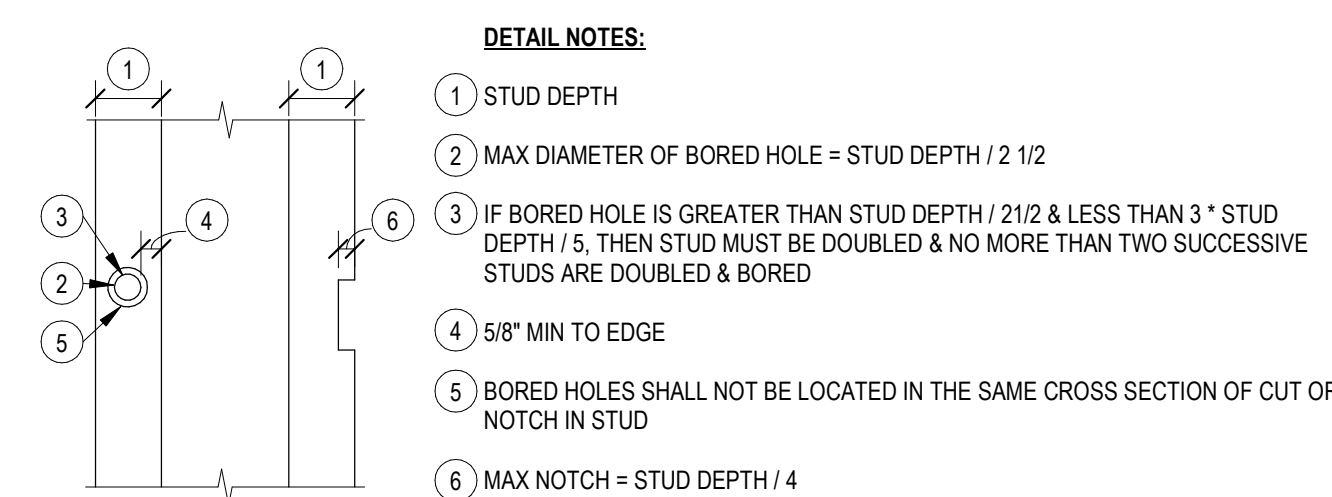 DETAIL NOTES:
1 1
1 STUD DEPTH
2 MAX DIAMETER OF BORED HOLE = STUD DEPTH / 2 1/2
3 4 6
3 IF BORED HOLE IS GREATER THAN STUD DEPTH / 21/2 & LESS THAN 3 * STUD
DEPTH / 5, THEN STUD MUST BE DOUBLED & NO MORE THAN TWO SUCCESSIVE
STUDS ARE DOUBLED & BORED
2
5
4 5/8" MIN TO EDGE
5 BORED HOLES SHALL NOT BE LOCATED IN THE SAME CROSS SECTION OF CUT OR
NOTCH IN STUD
6 MAX NOTCH = STUD DEPTH / 4